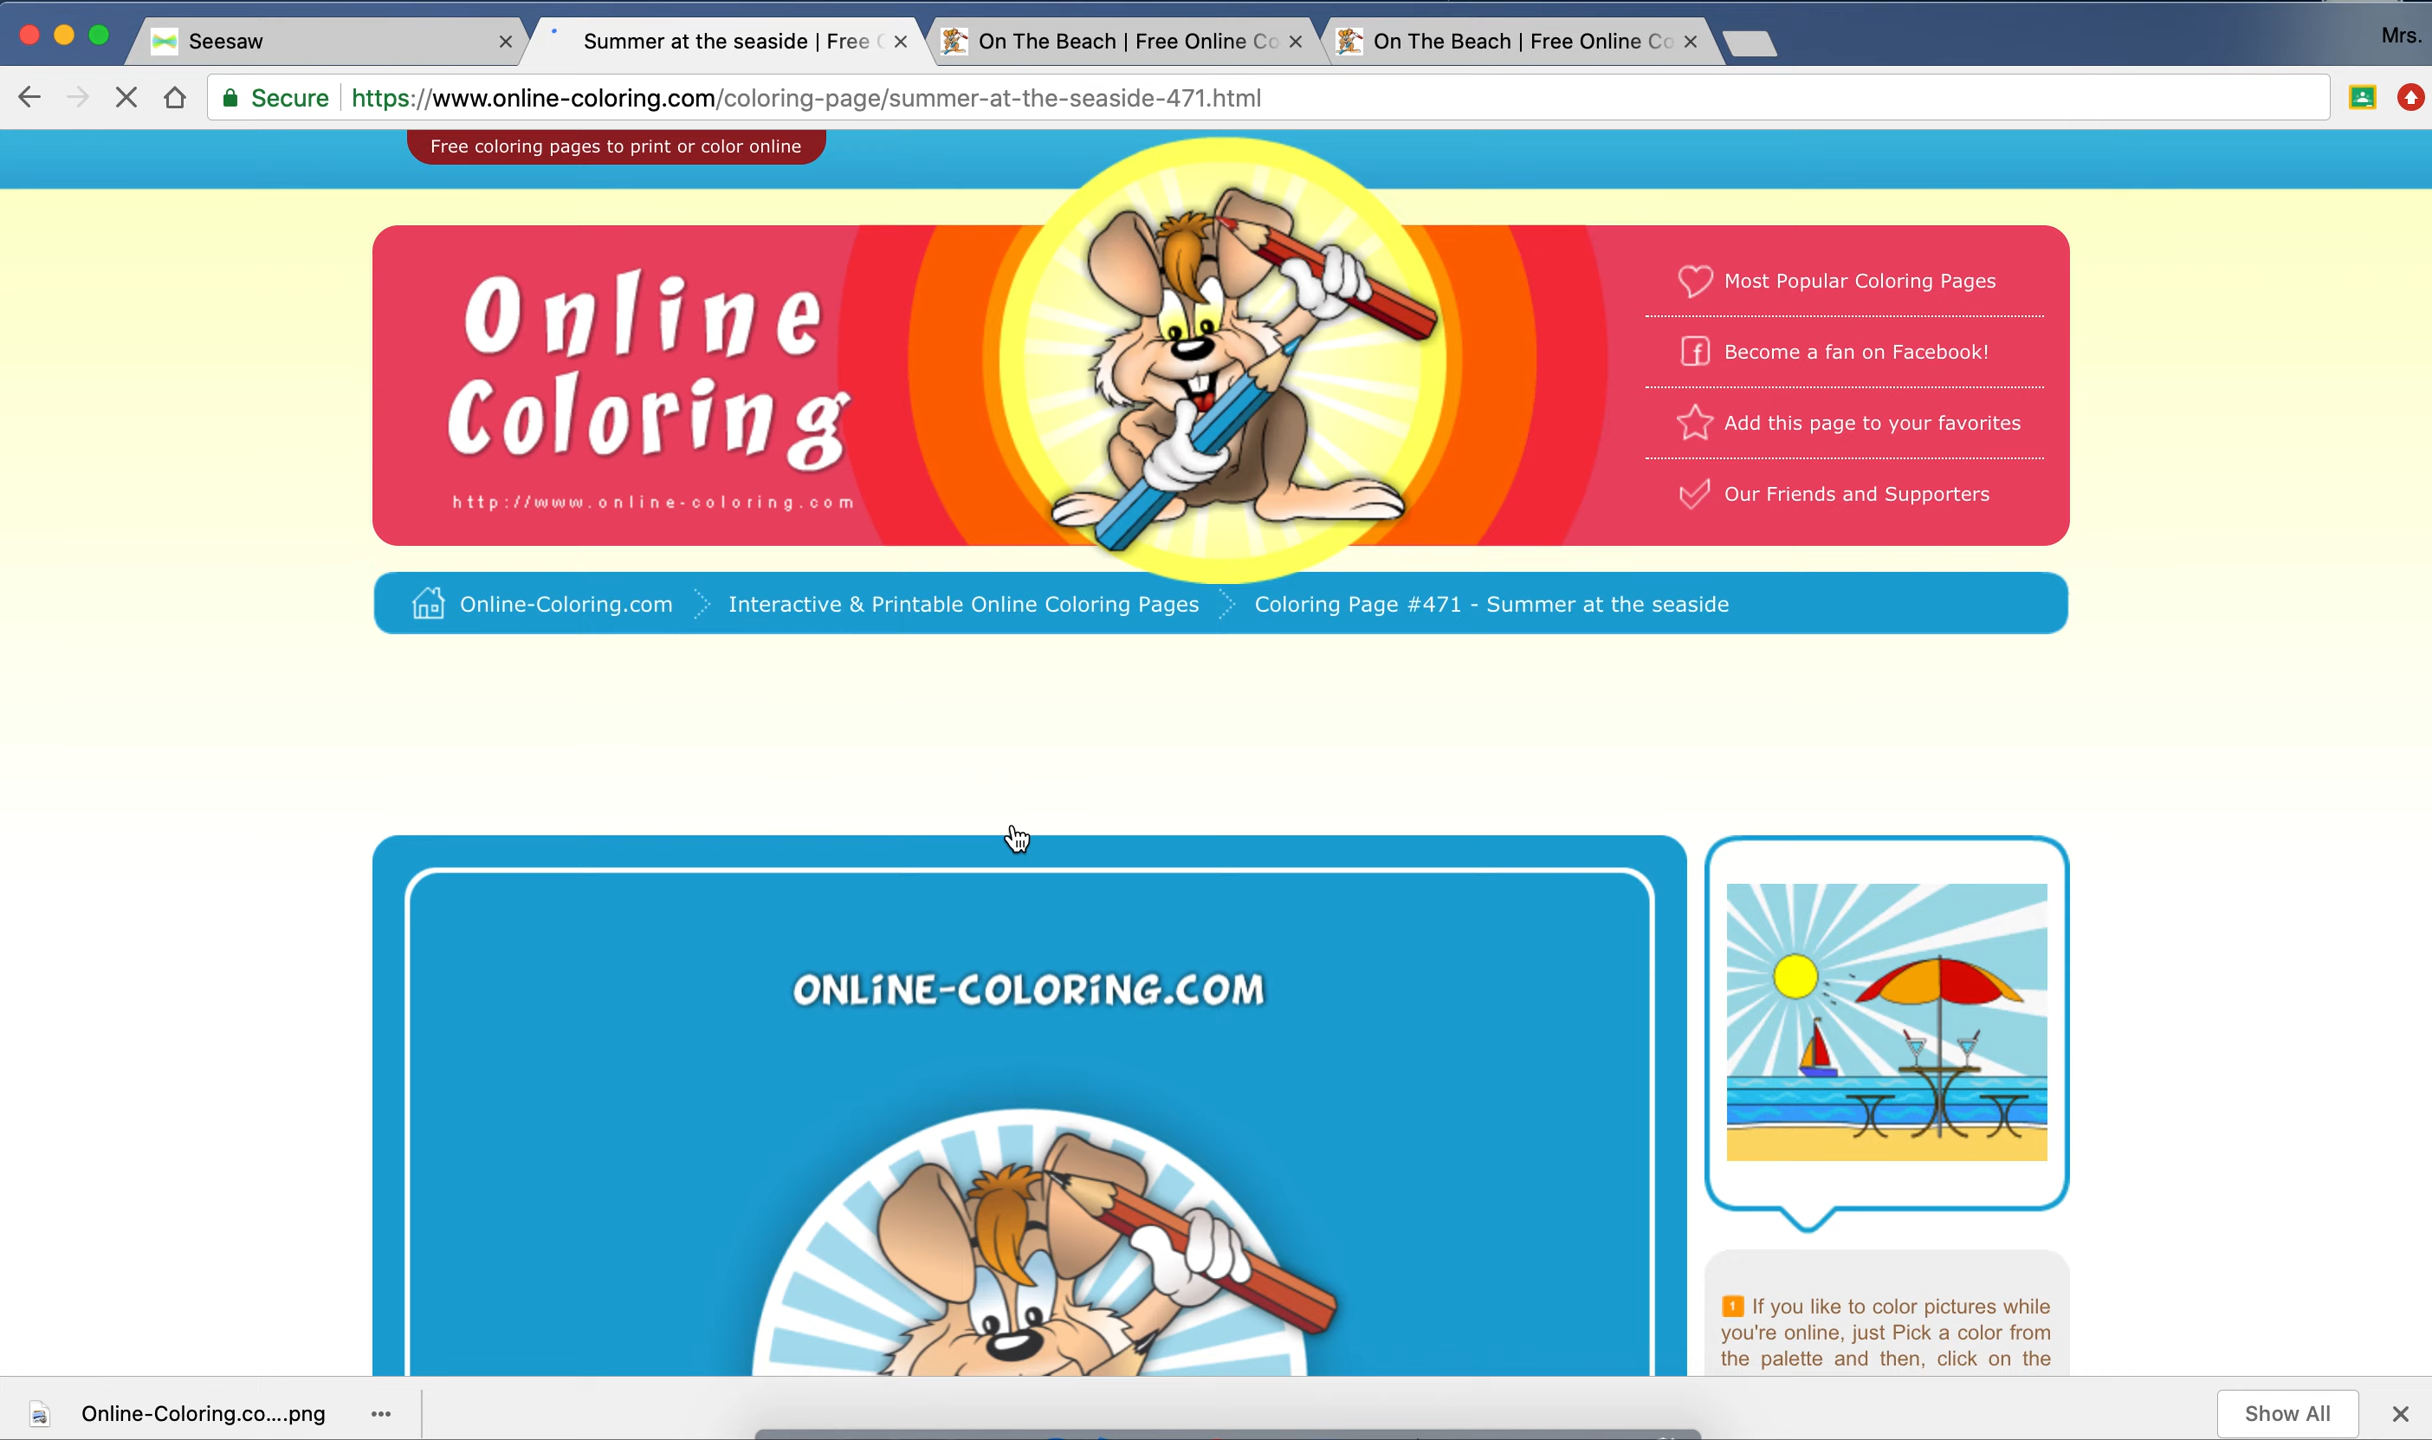 Seesaw
Summer at the seaside | Free
On The Beach | Free Online Co
On The Beach | Free Online Co
Mrs.
Secure
https://www.online-coloring.com/coloring-page/summer-at-the-seaside-471.html
Free coloring pages to print or color online
Online
Coloring
http://www.online-coloring.com
Most Popular Coloring Pages
Become a fan on Facebook!
Add this page to your favorites
Our Friends and Supporters
Online-Coloring.com
Interactive & Printable Online Coloring Pages
Coloring Page #471 - Summer at the seaside
ONLINE-COLORING.COM
1 If you like to color pictures while
you're online, just Pick a color from
the palette and then, click on the
Online-Coloring.co....png
Show All